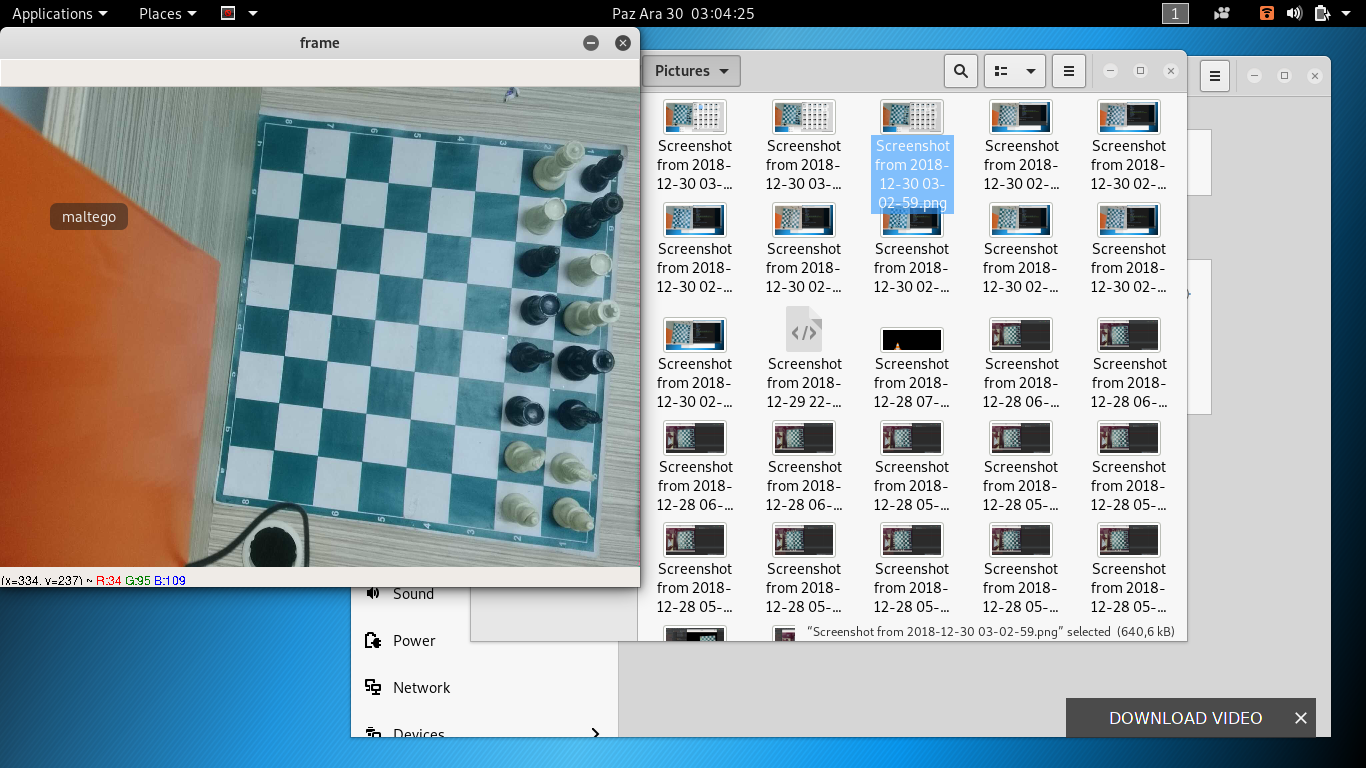 Applications
Places
Paz Ara 30 03:04:25
1
frame
maltego
(x=334, y=237) ~ R:34 G:95 B:109
Pictures
Screenshot from 2018-12-30 03-…
Screenshot from 2018-12-30 03-…
Screenshot from 2018-12-30 03-02-59.png
Screenshot from 2018-12-30 02-…
Screenshot from 2018-12-30 02-…
Screenshot from 2018-12-30 02-…
Screenshot from 2018-12-30 02-…
Screenshot from 2018-12-30 02-…
Screenshot from 2018-12-30 02-…
Screenshot from 2018-12-30 02-…
Screenshot from 2018-12-30 02-…
Screenshot from 2018-12-29 22-…
Screenshot from 2018-12-28 07-…
Screenshot from 2018-12-28 06-…
Screenshot from 2018-12-28 06-…
Screenshot from 2018-12-28 06-…
Screenshot from 2018-12-28 06-…
Screenshot from 2018-12-28 05-…
Screenshot from 2018-12-28 05-…
Screenshot from 2018-12-28 05-…
Screenshot from 2018-12-28 05-…
Screenshot from 2018-12-28 05-…
Screenshot from 2018-12-28 05-…
Screenshot from 2018-12-28 05-…
Screenshot from 2018-12-28 05-…
"Screenshot from 2018-12-30 03-02-59.png" selected (640,6 kB)
Sound
Power
Network
Devices
DOWNLOAD VIDEO